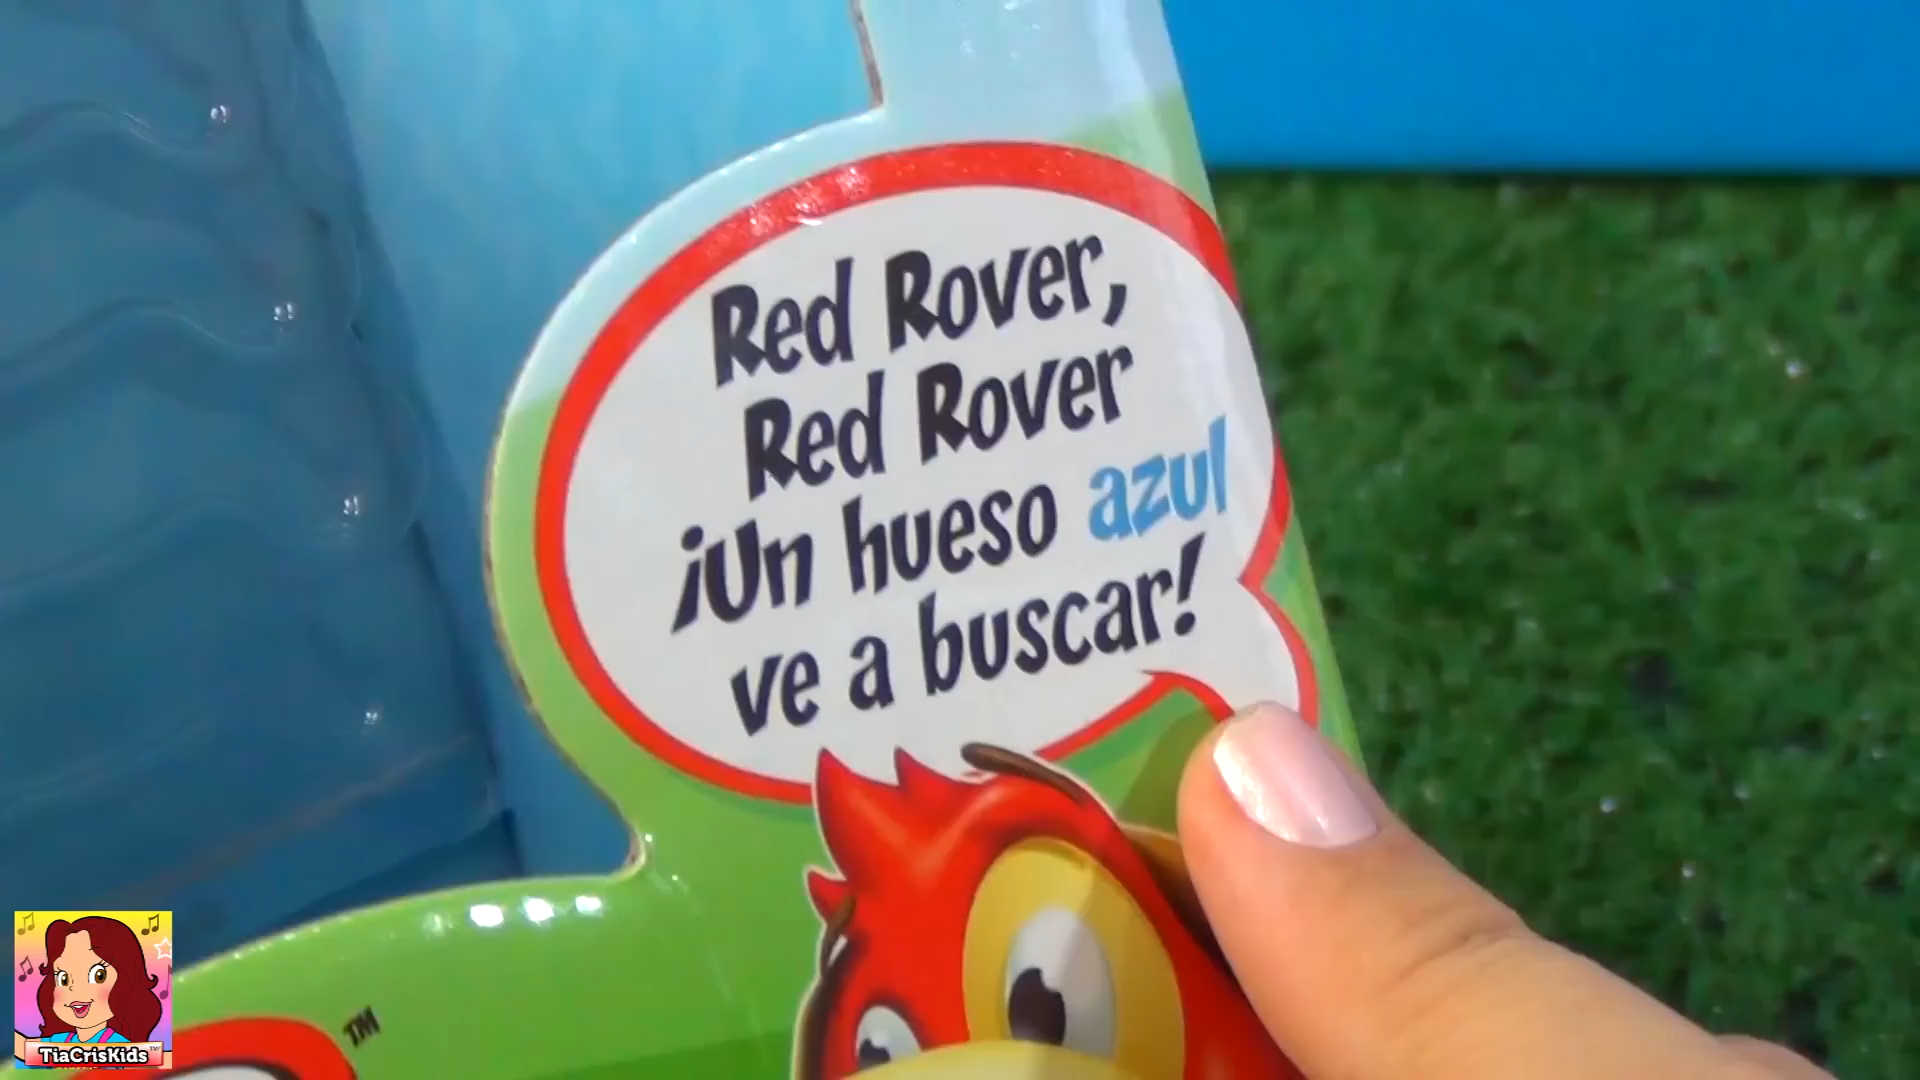 Red Rover,
Red Rover
¡Un hueso azul
ve a buscar!
TM
TiaCrisKids